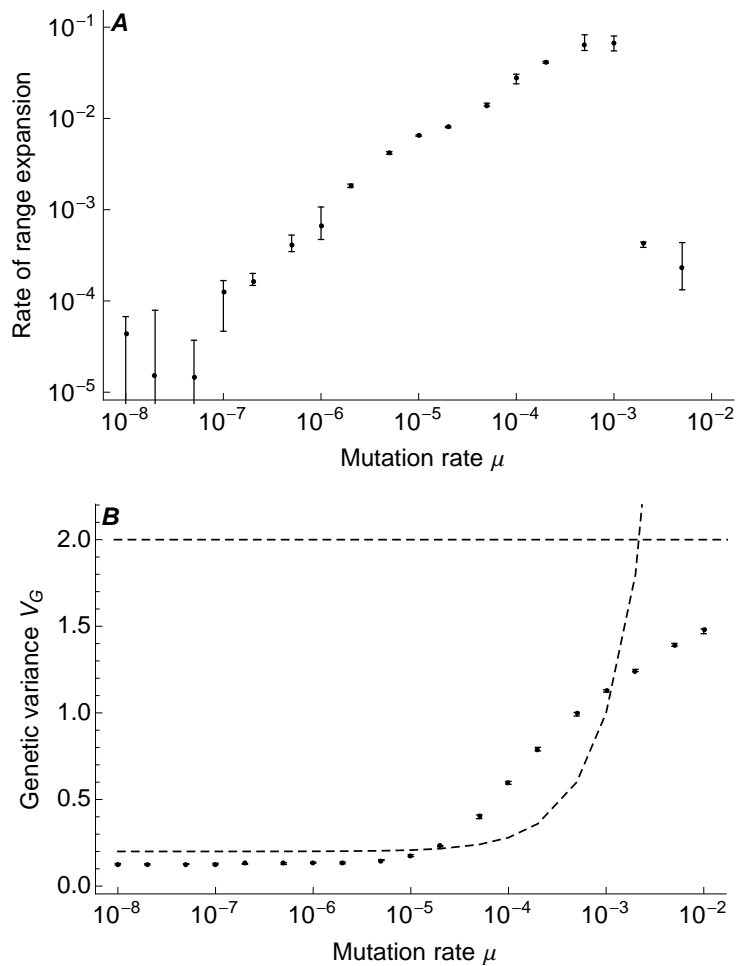 A
Rate of range expansion
10⁻¹
10⁻²
10⁻³
10⁻⁴
10⁻⁵
10⁻⁸ 10⁻⁷ 10⁻⁶ 10⁻⁵ 10⁻⁴ 10⁻³ 10⁻²
Mutation rate μ
B
Genetic variance V_G
2.0
1.5
1.0
0.5
0.0
10⁻⁸ 10⁻⁷ 10⁻⁶ 10⁻⁵ 10⁻⁴ 10⁻³ 10⁻²
Mutation rate μ